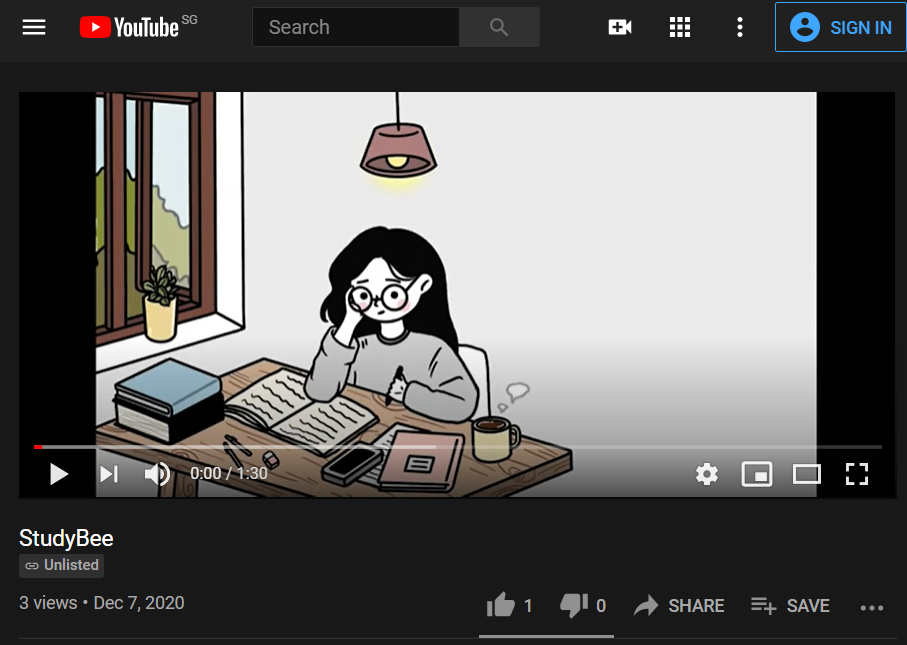 YouTube SG
Search
SIGN IN
0:00 / 1:30
StudyBee
Unlisted
3 views • Dec 7, 2020
1
0
SHARE
SAVE